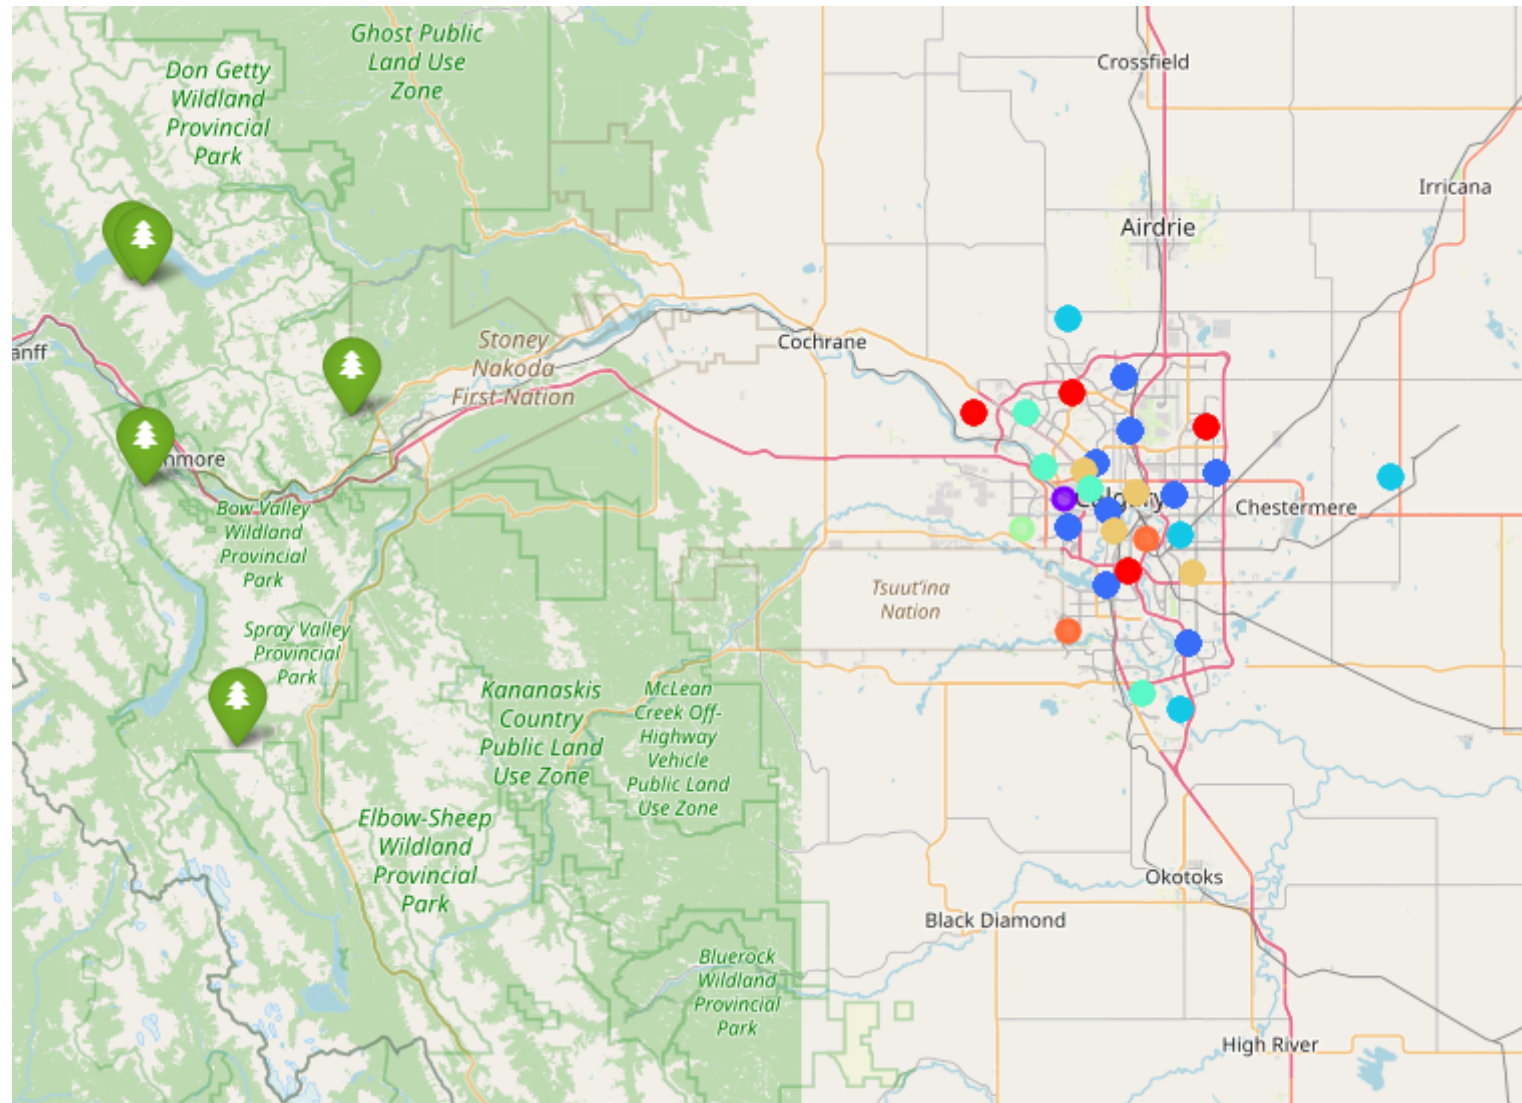 Ghost Public
Land Use
Zone
Crossfield
Don Getty
Wildland
Provincial
Park
Irricana
Airdrie
Stoney
Nakoda
First Nation
Cochrane
anff
nmore
Calgary
Chestermere
Bow Valley
Wildland
Provincial
Park
Tsuut'ina
Nation
Spray Valley
Provincial
Park
Kananaskis
Country
Public Land
Use Zone
McLean
Creek Off-
Highway
Vehicle
Public Land
Use Zone
Elbow-Sheep
Wildland
Provincial
Park
Okotoks
Black Diamond
Bluerock
Wildland
Provincial
Park
High River